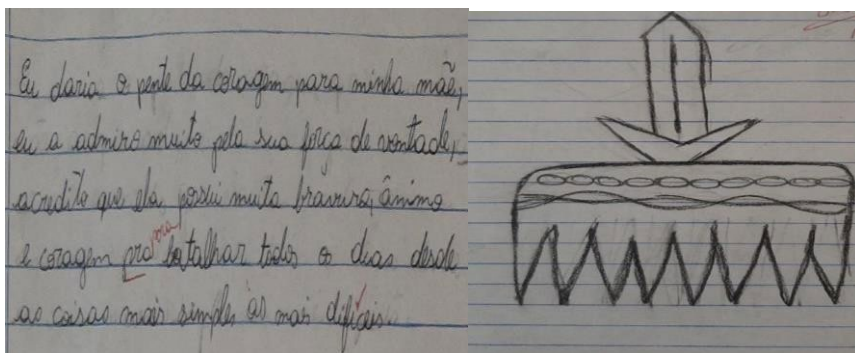 Eu daria o pente da coragem para minha mãe,
eu a admiro muito pela sua força de vontade,
acredito que ela possui muita bravura, ânimo
para
e coragem pra batalhar todos o dias desde
as coisas mais simples as mais difíceis.